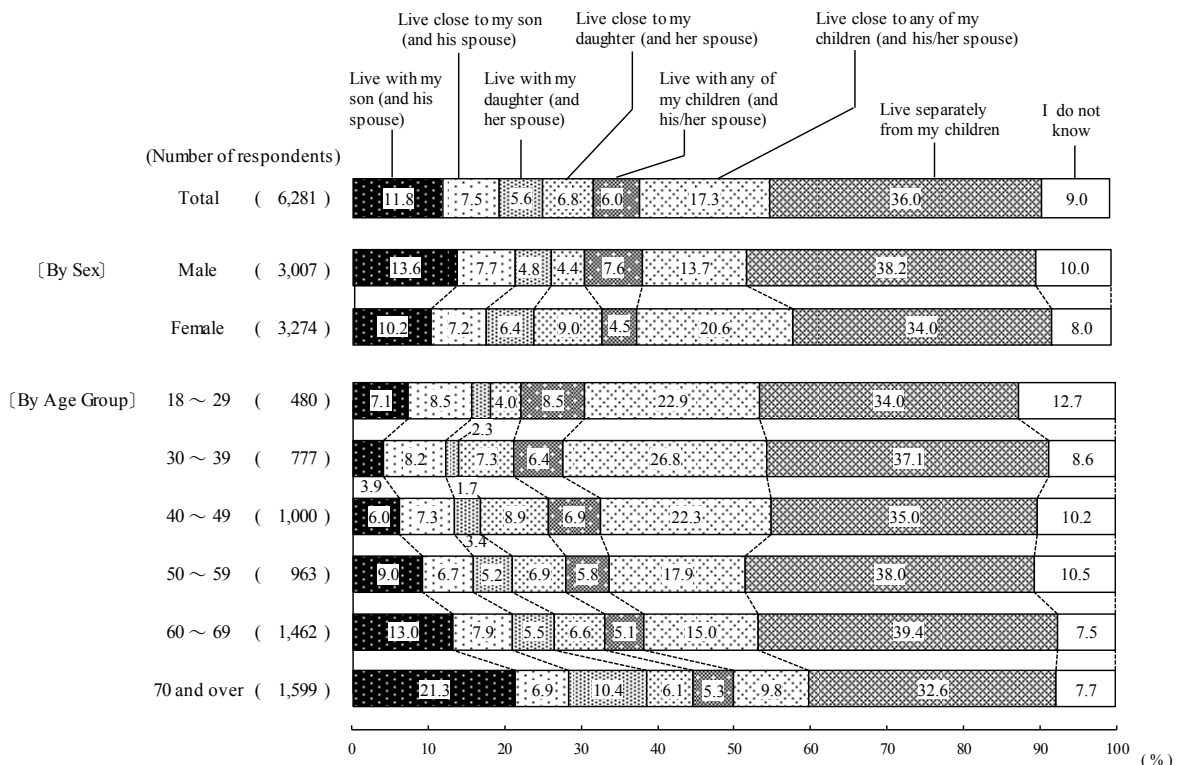 Live close to my son
(and his spouse)
Live close to my
daughter (and her spouse)
Live close to any of my
children (and his/her spouse)
Live with my
son (and his
spouse)
Live with my
daughter (and
her spouse)
Live with any of
my children (and
his/her spouse)
Live separately
from my children
I do not
know
(Number of respondents)
Total ( 6,281 ) 11.8 7.5 5.6 6.8 6.0 17.3 36.0 9.0
〔By Sex〕 Male ( 3,007 ) 13.6 7.7 4.8 4.4 7.6 13.7 38.2 10.0
Female ( 3,274 ) 10.2 7.2 6.4 9.0 4.5 20.6 34.0 8.0
〔By Age Group〕 18 ~ 29 ( 480 ) 7.1 8.5 4.0 8.5 22.9 34.0 12.7
2.3
30 ~ 39 ( 777 ) 8.2 7.3 6.4 26.8 37.1 8.6
3.9 1.7
40 ~ 49 ( 1,000 ) 6.0 7.3 8.9 6.9 22.3 35.0 10.2
3.4
50 ~ 59 ( 963 ) 9.0 6.7 5.2 6.9 5.8 17.9 38.0 10.5
60 ~ 69 ( 1,462 ) 13.0 7.9 5.5 6.6 5.1 15.0 39.4 7.5
70 and over ( 1,599 ) 21.3 6.9 10.4 6.1 5.3 9.8 32.6 7.7
0 10 20 30 40 50 60 70 80 90 100
(%)